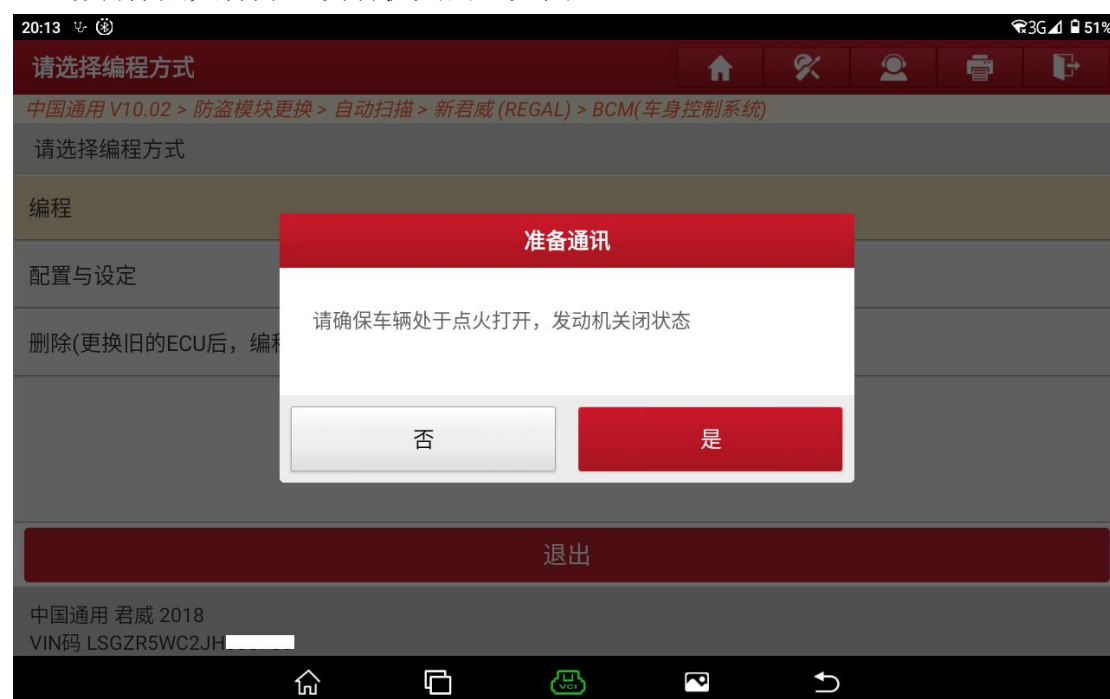 20:13
3G 51%
请选择编程方式
中国通用 V10.02 > 防盗模块更换 > 自动扫描 > 新君威 (REGAL) > BCM(车身控制系统)
请选择编程方式
编程
准备通讯
配置与设定
请确保车辆处于点火打开，发动机关闭状态
删除(更换旧的ECU后，编
否
是
退出
中国通用 君威 2018
VIN码 LSGZR5WC2JH
VCI